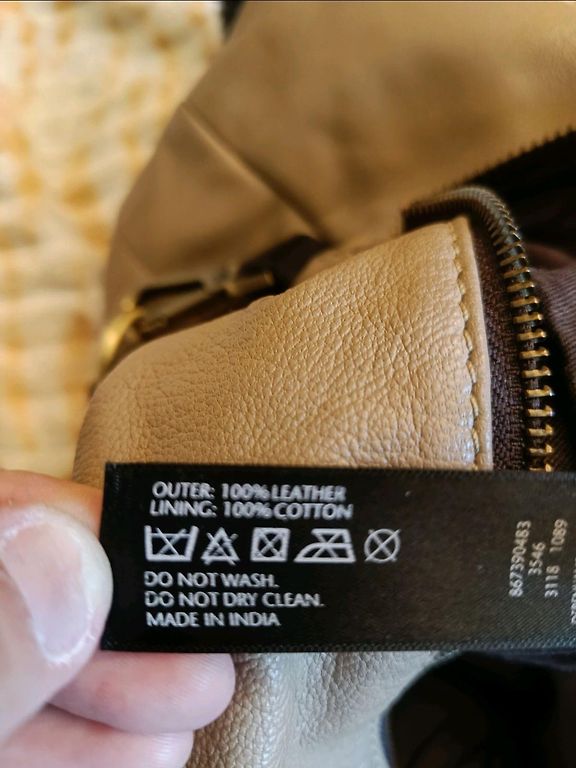 OUTER: 100% LEATHER
LINING: 100% COTTON
DO NOT WASH.
DO NOT DRY CLEAN.
MADE IN INDIA
867390483
3546
3118 1089